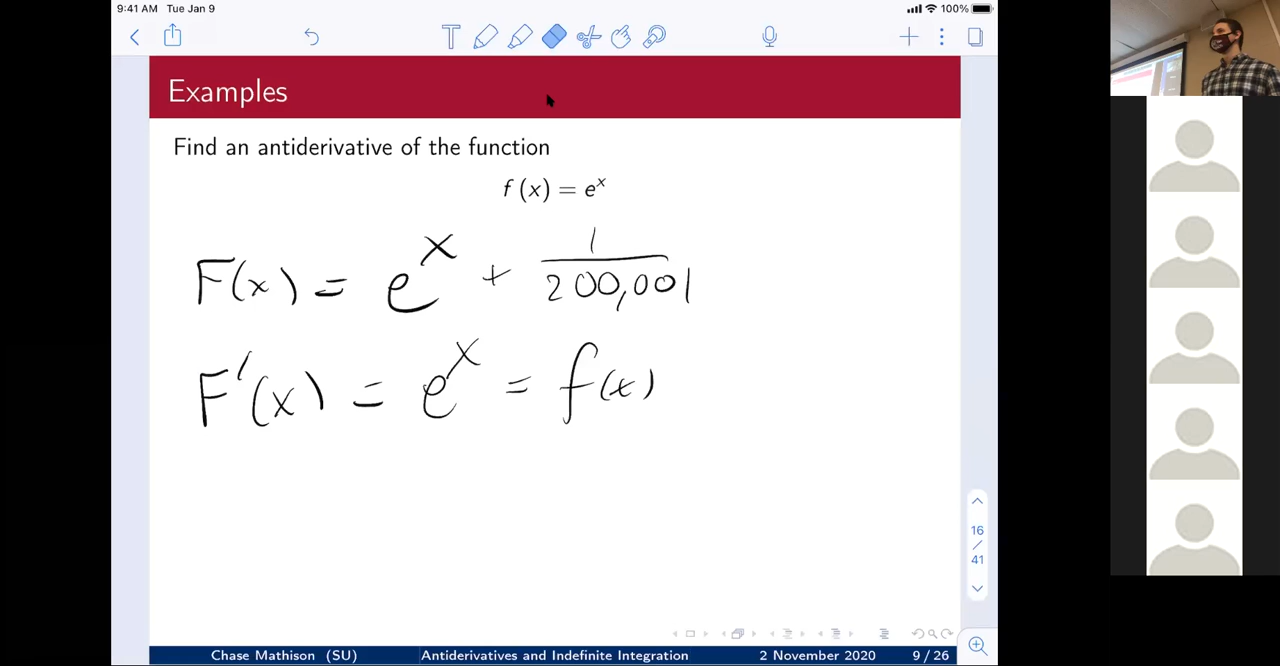 9:41 AM Tue Jan 9
100%
Examples
Find an antiderivative of the function
f (x) = e^x
F(x) = e^x + 1/200,001
F'(x) = e^x = f(x)
16
/
41
Chase Mathison (SU) Antiderivatives and Indefinite Integration 2 November 2020 9 / 26